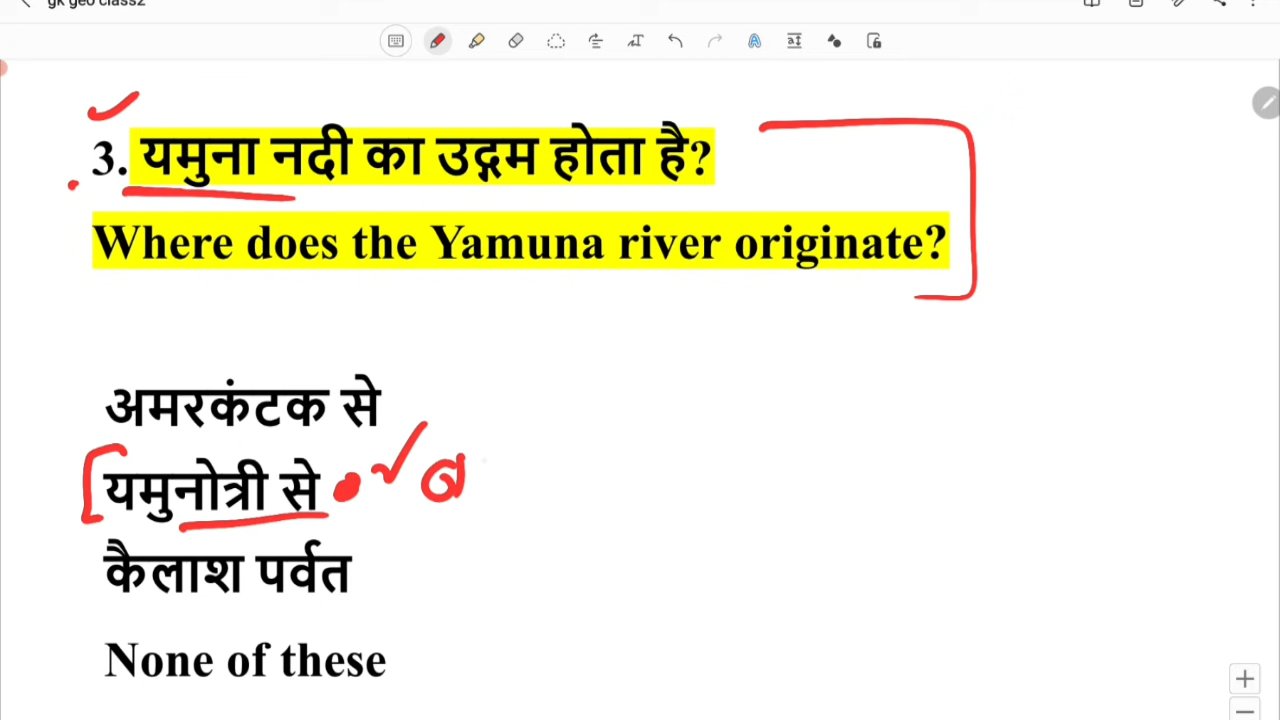 gk geo class2
3. यमुना नदी का उद्गम होता है?
Where does the Yamuna river originate?
अमरकंटक से
यमुनोत्री से
कैलाश पर्वत
None of these